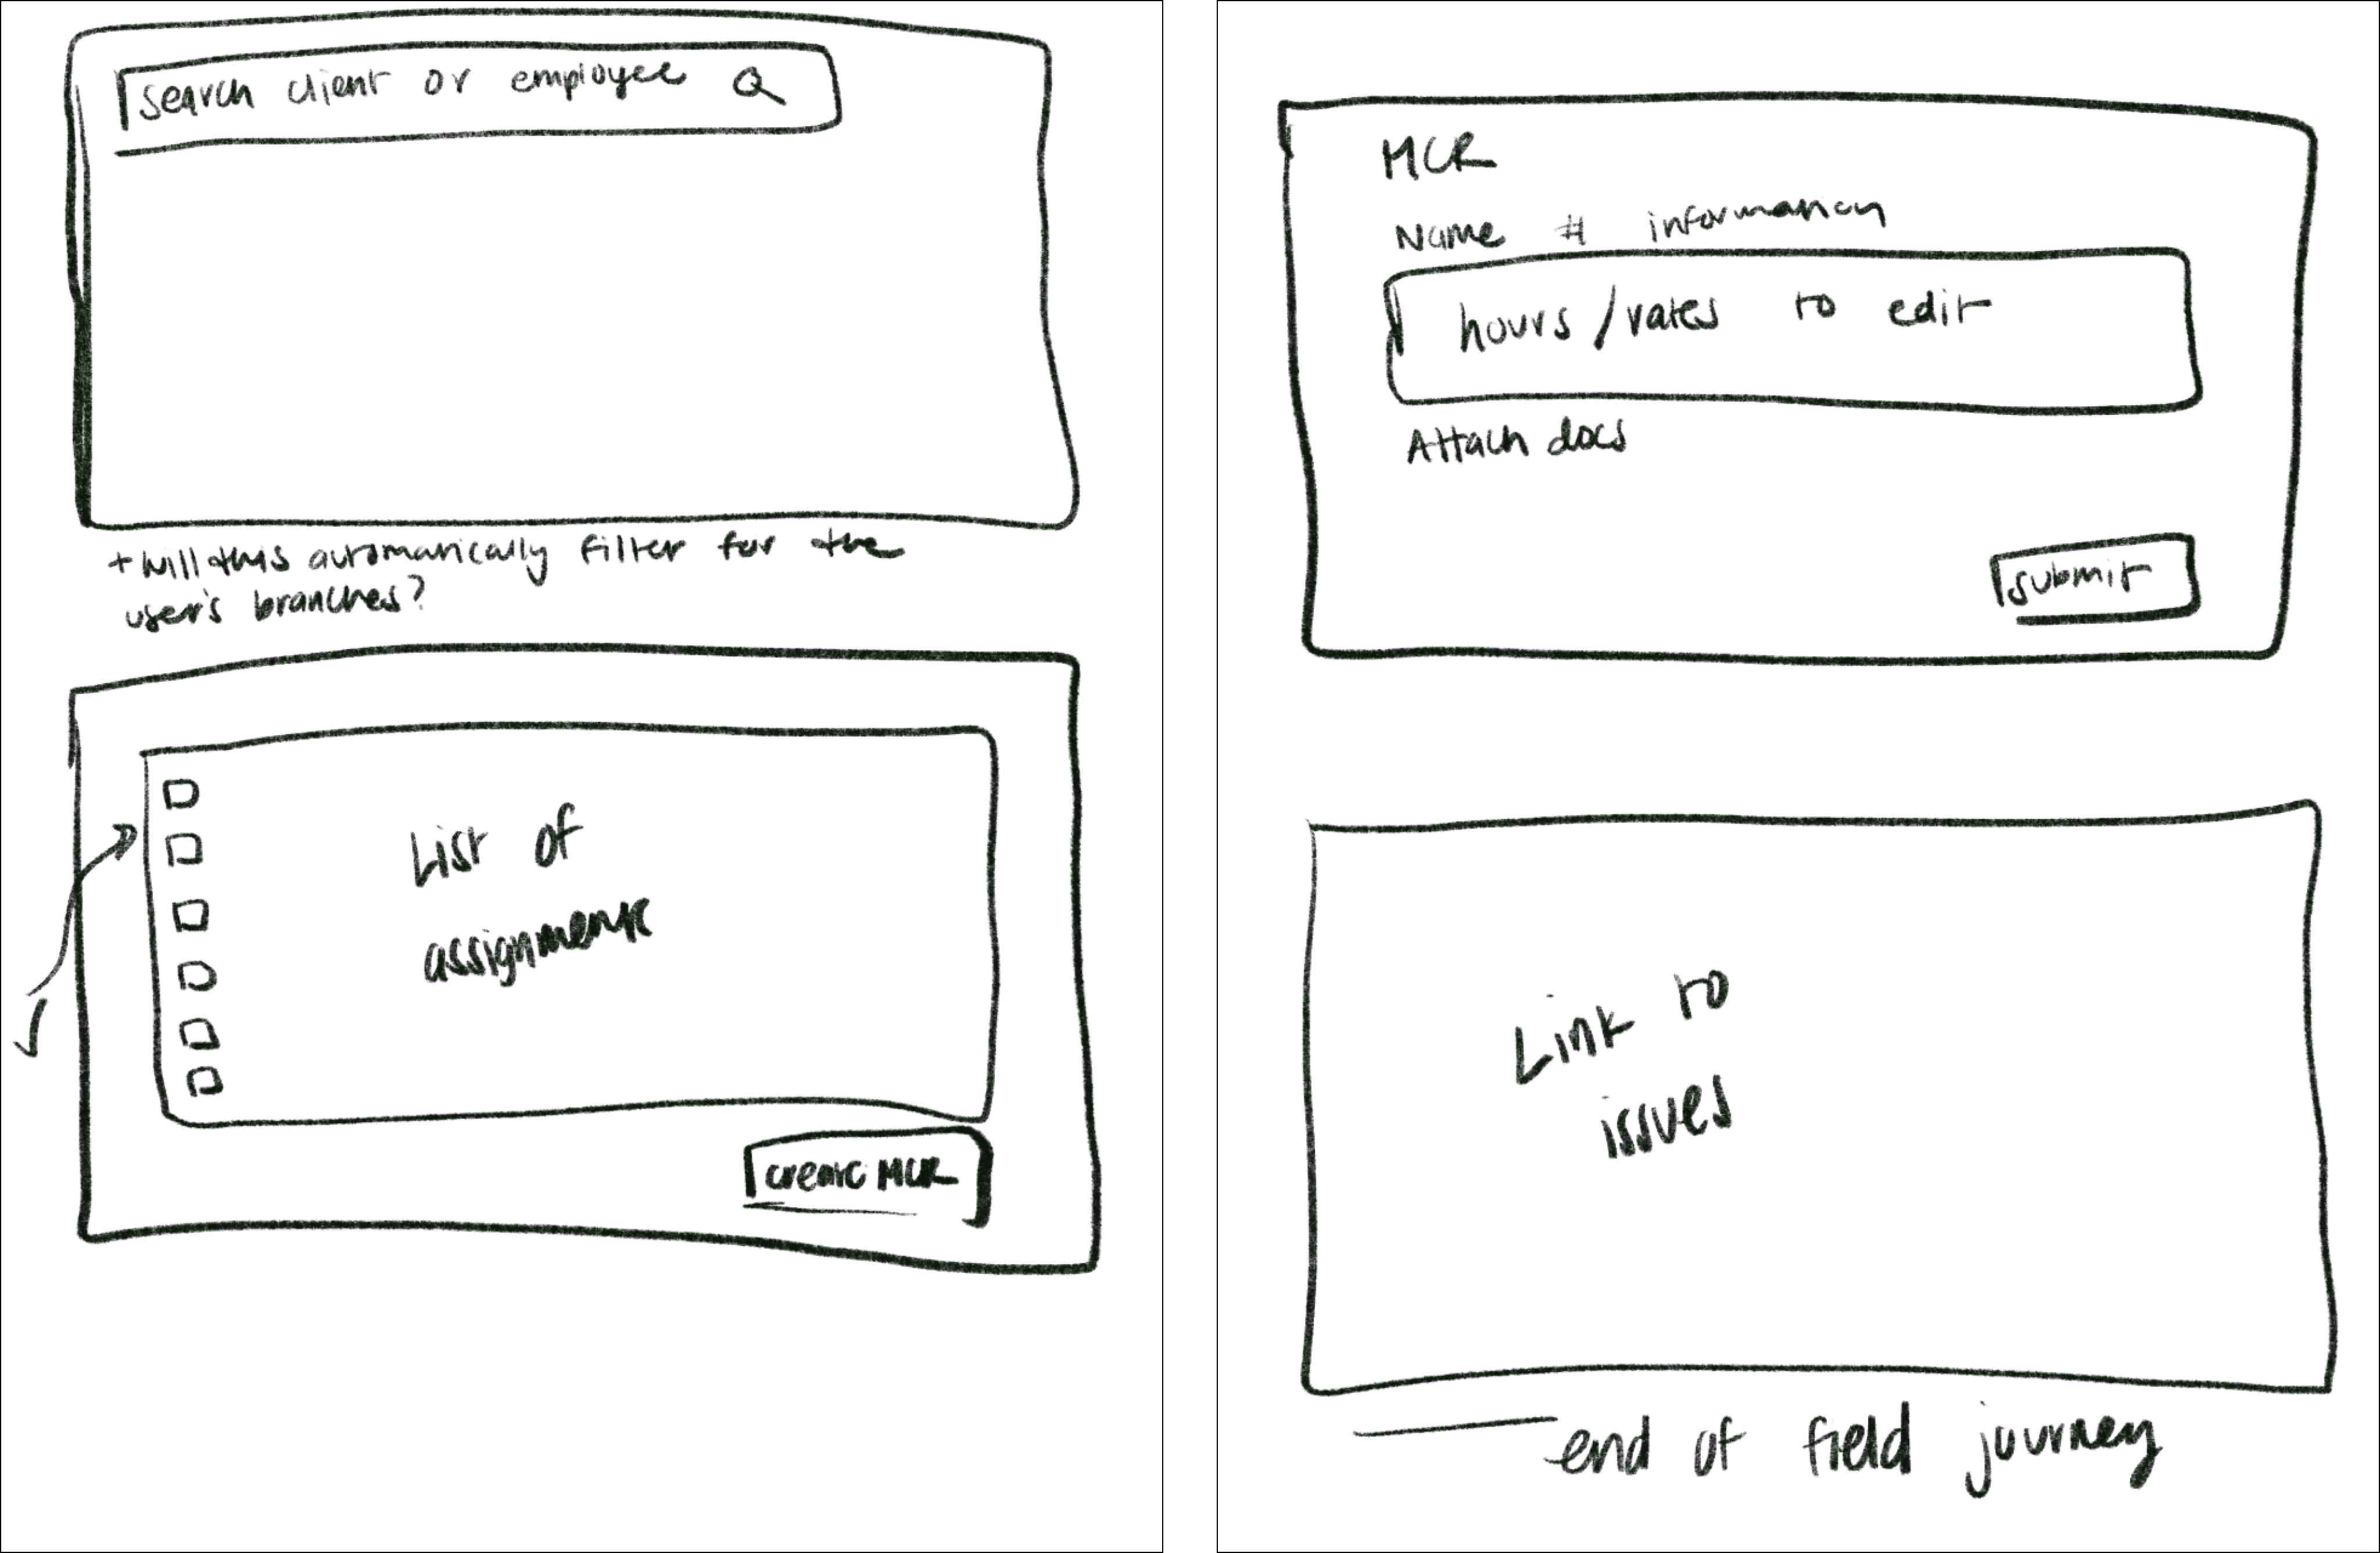 search client or employee
+ will this automatically filter for the
user's branches?
List of
assignments
create MCR
MCR
Name # information
hours/rates to edit
Attach docs
submit
Link to
issues
end of field journey